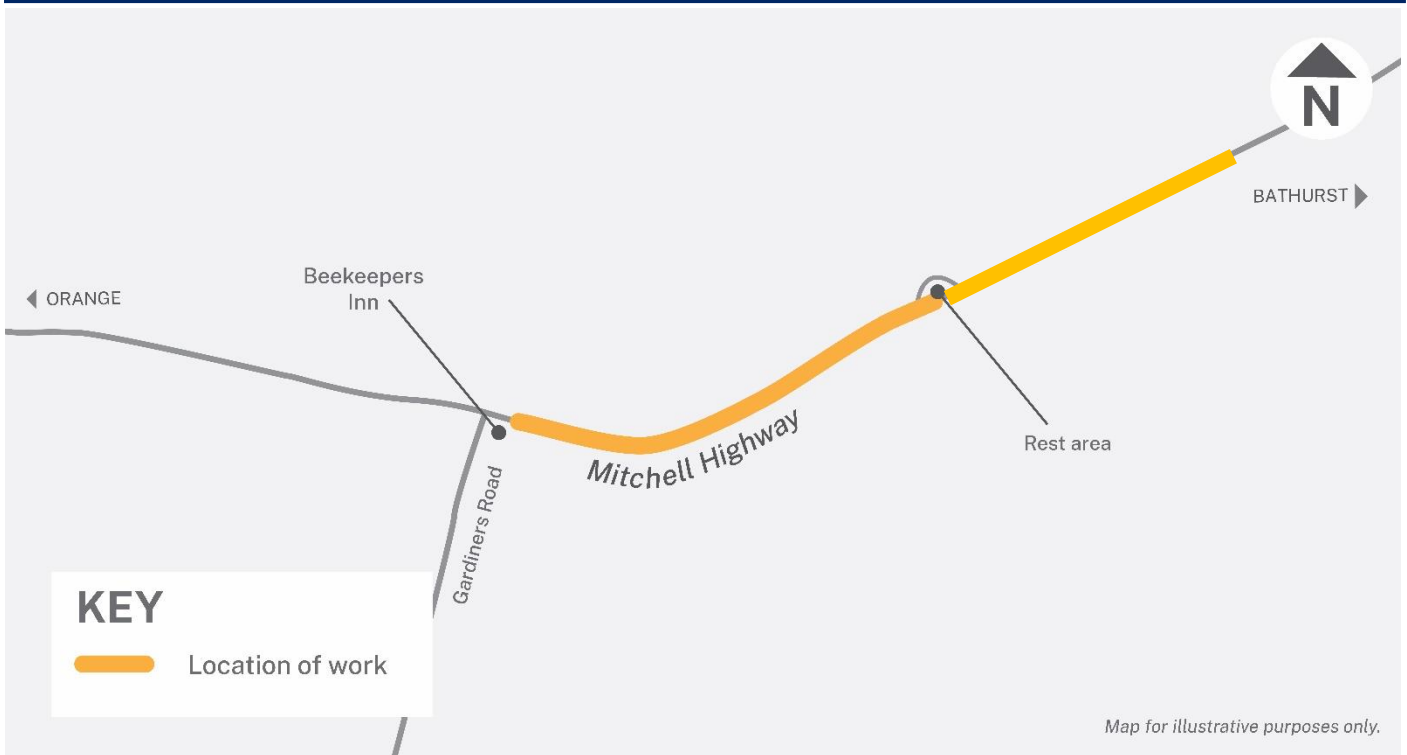 N
BATHURST
Beekeepers
Inn
ORANGE
Rest area
Mitchell Highway
Gardiners Road
KEY
Location of work
Map for illustrative purposes only.